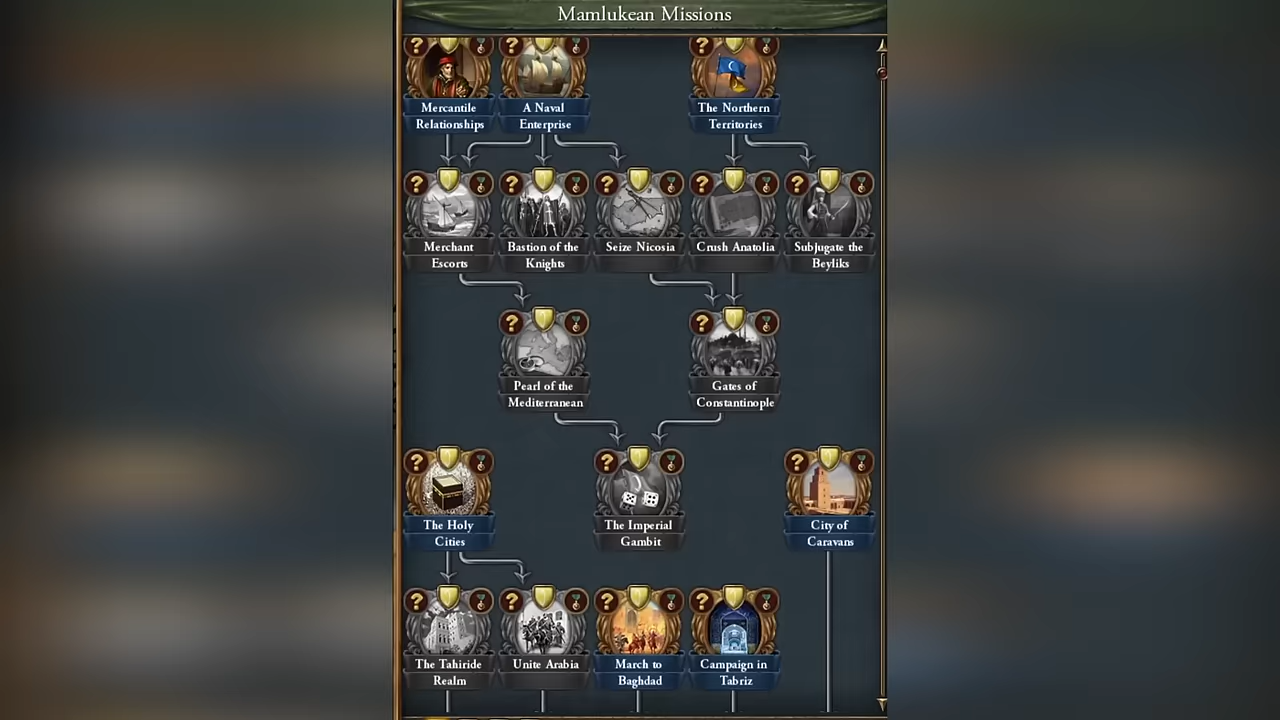 Mamlukean Missions
Mercantile
Relationships
A Naval
Enterprise
The Northern
Territories
Merchant
Escorts
Bastion of the
Knights
Seize Nicosia
Crush Anatolia
Subjugate the
Beyliks
Pearl of the
Mediterranean
Gates of
Constantinople
The Holy
Cities
The Imperial
Gambit
City of
Caravans
The Tahiride
Realm
Unite Arabia
March to
Baghdad
Campaign in
Tabriz